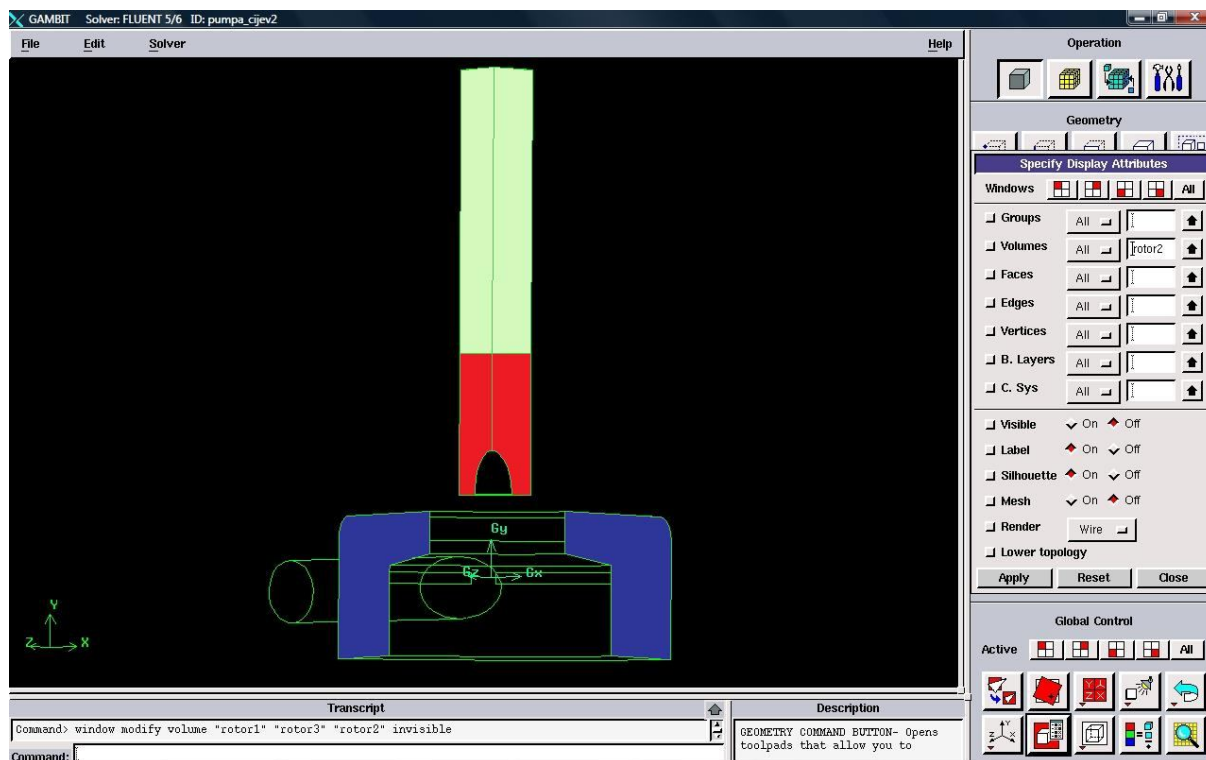 GAMBIT Solver: FLUENT 5/6 ID: pumpa_cijev2
File Edit Solver Help
Operation
Geometry
Specify Display Attributes
Windows All
Groups All
Volumes All rotor2
Faces All
Edges All
Vertices All
B. Layers All
C. Sys All
Visible On Off
Label On Off
Silhouette On Off
Mesh On Off
Render Wire
Lower topology
Apply Reset Close
Global Control
Active All
Gy
Gz Gx
Y
Z X
Transcript
Command> window modify volume "rotor1" "rotor3" "rotor2" invisible
Command:
Description
GEOMETRY COMMAND BUTTON- Opens
toolpads that allow you to